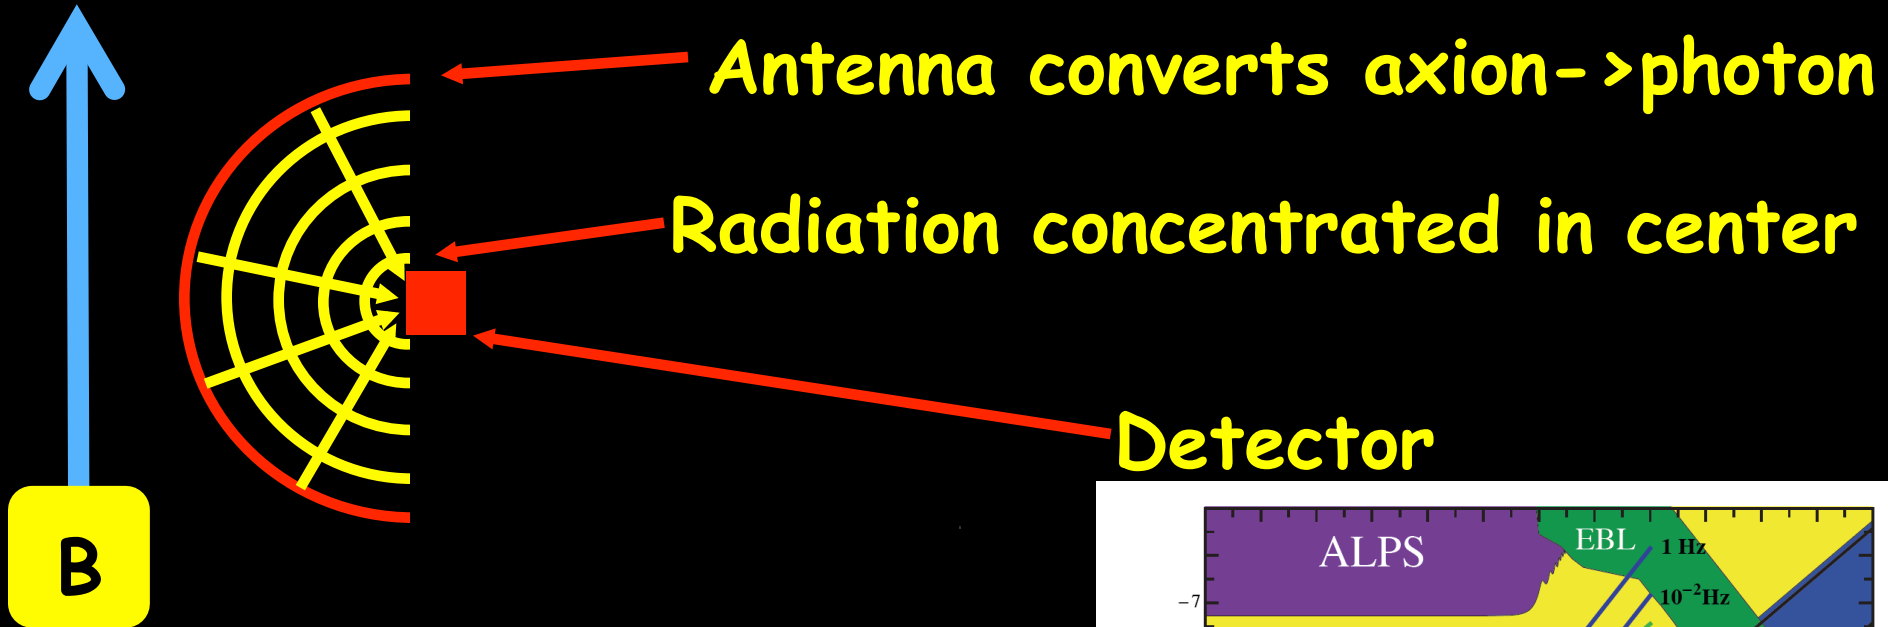 Antenna converts axion->photon
Radiation concentrated in center
Detector
B
ALPS
EBL
1 Hz
10⁻²Hz
-7